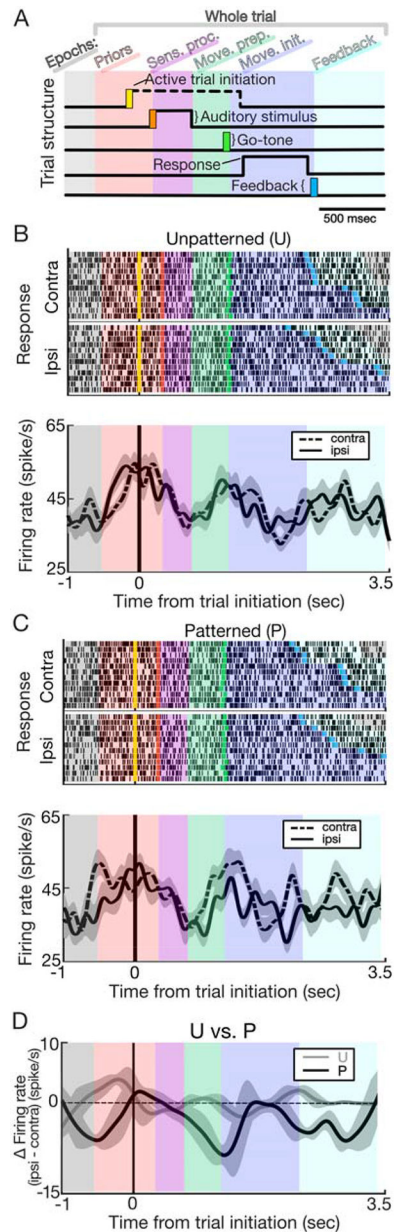 A
Whole trial
Epochs: Priors Sens. proc. Move. prep. Move. init. Feedback
Trial structure
Active trial initiation
} Auditory stimulus
} Go-tone
Response
Feedback {
500 msec
B
Unpatterned (U)
Response
Contra
Ipsi
Firing rate (spike/s)
65
45
25
contra
ipsi
-1 0 3.5
Time from trial initiation (sec)
C
Patterned (P)
Response
Contra
Ipsi
Firing rate (spike/s)
65
45
25
contra
ipsi
-1 0 3.5
Time from trial initiation (sec)
D
U vs. P
Δ Firing rate
(ipsi - contra) (spike/s)
10
0
-15
U
P
-1 0 3.5
Time from trial initiation (sec)